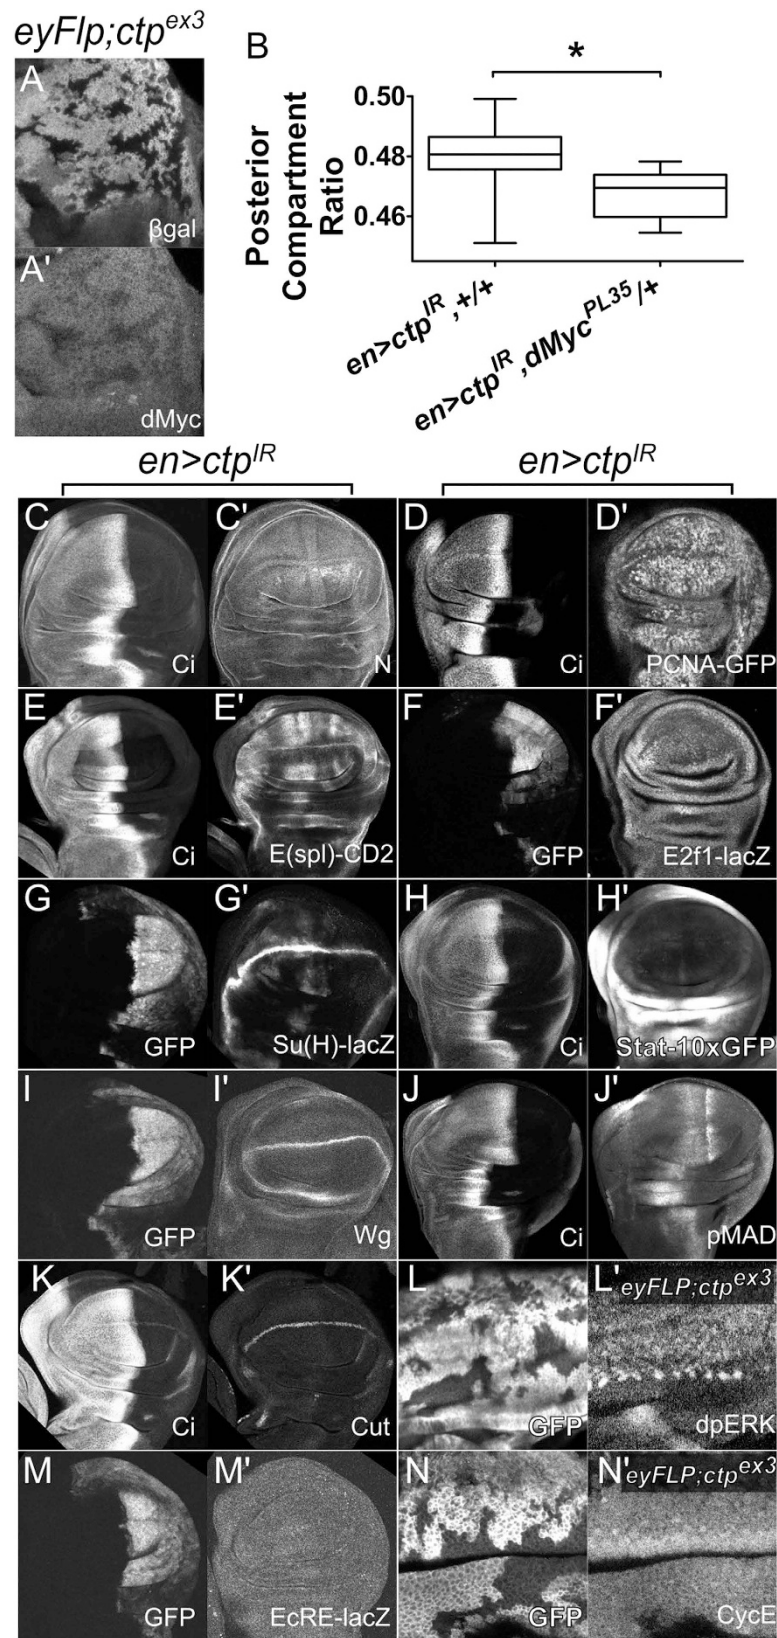 eyFlp;ctp^ex3
A
βgal
A'
dMyc
B
*
Posterior
Compartment
Ratio
0.50
0.48
0.46
en>ctp^IR,+/+
en>ctp^IR,dMyc^PL35/+
en>ctp^IR
en>ctp^IR
C
Ci
C'
N
D
Ci
D'
PCNA-GFP
E
Ci
E'
E(spl)-CD2
F
GFP
F'
E2f1-lacZ
G
GFP
G'
Su(H)-lacZ
H
Ci
H'
Stat-10xGFP
I
GFP
I'
Wg
J
Ci
J'
pMAD
K
Ci
K'
Cut
L
GFP
L'
eyFLP;ctp^ex3
dpERK
M
GFP
M'
EcRE-lacZ
N
GFP
N'
eyFLP;ctp^ex3
CycE